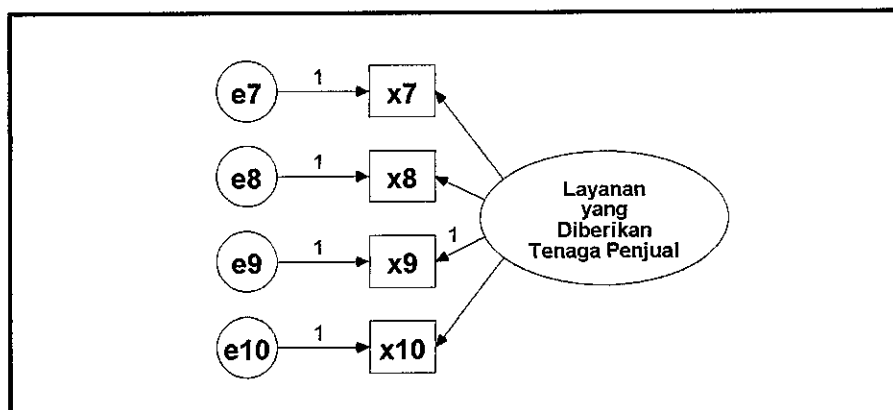 e7 1 x7
e8 1 x8
e9 1 x9 1
e10 1 x10
Layanan
yang
Diberikan
Tenaga Penjual